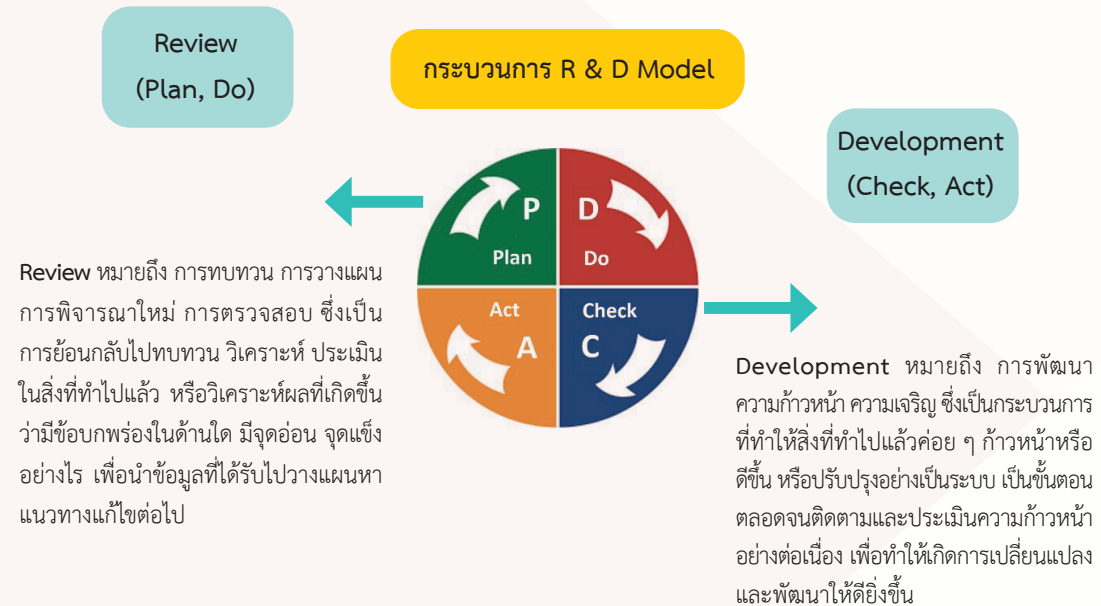 Review
(Plan, Do)
กระบวนการ R & D Model
Development
(Check, Act)
P
Plan
D
Do
Act
A
Check
C
Review หมายถึง การทบทวน การวางแผน
การพิจารณาใหม่ การตรวจสอบ ซึ่งเป็น
การย้อนกลับไปทบทวน วิเคราะห์ ประเมิน
ในสิ่งที่ทำไปแล้ว หรือวิเคราะห์ผลที่เกิดขึ้น
ว่ามีข้อบกพร่องในด้านใด มีจุดอ่อน จุดแข็ง
อย่างไร เพื่อนำข้อมูลที่ได้รับไปวางแผนหา
แนวทางแก้ไขต่อไป
Development หมายถึง การพัฒนา
ความก้าวหน้า ความเจริญ ซึ่งเป็นกระบวนการ
ที่ทำให้สิ่งที่ทำไปแล้วค่อย ๆ ก้าวหน้าหรือ
ดีขึ้น หรือปรับปรุงอย่างเป็นระบบ เป็นขั้นตอน
ตลอดจนติดตามและประเมินความก้าวหน้า
อย่างต่อเนื่อง เพื่อทำให้เกิดการเปลี่ยนแปลง
และพัฒนาให้ดียิ่งขึ้น